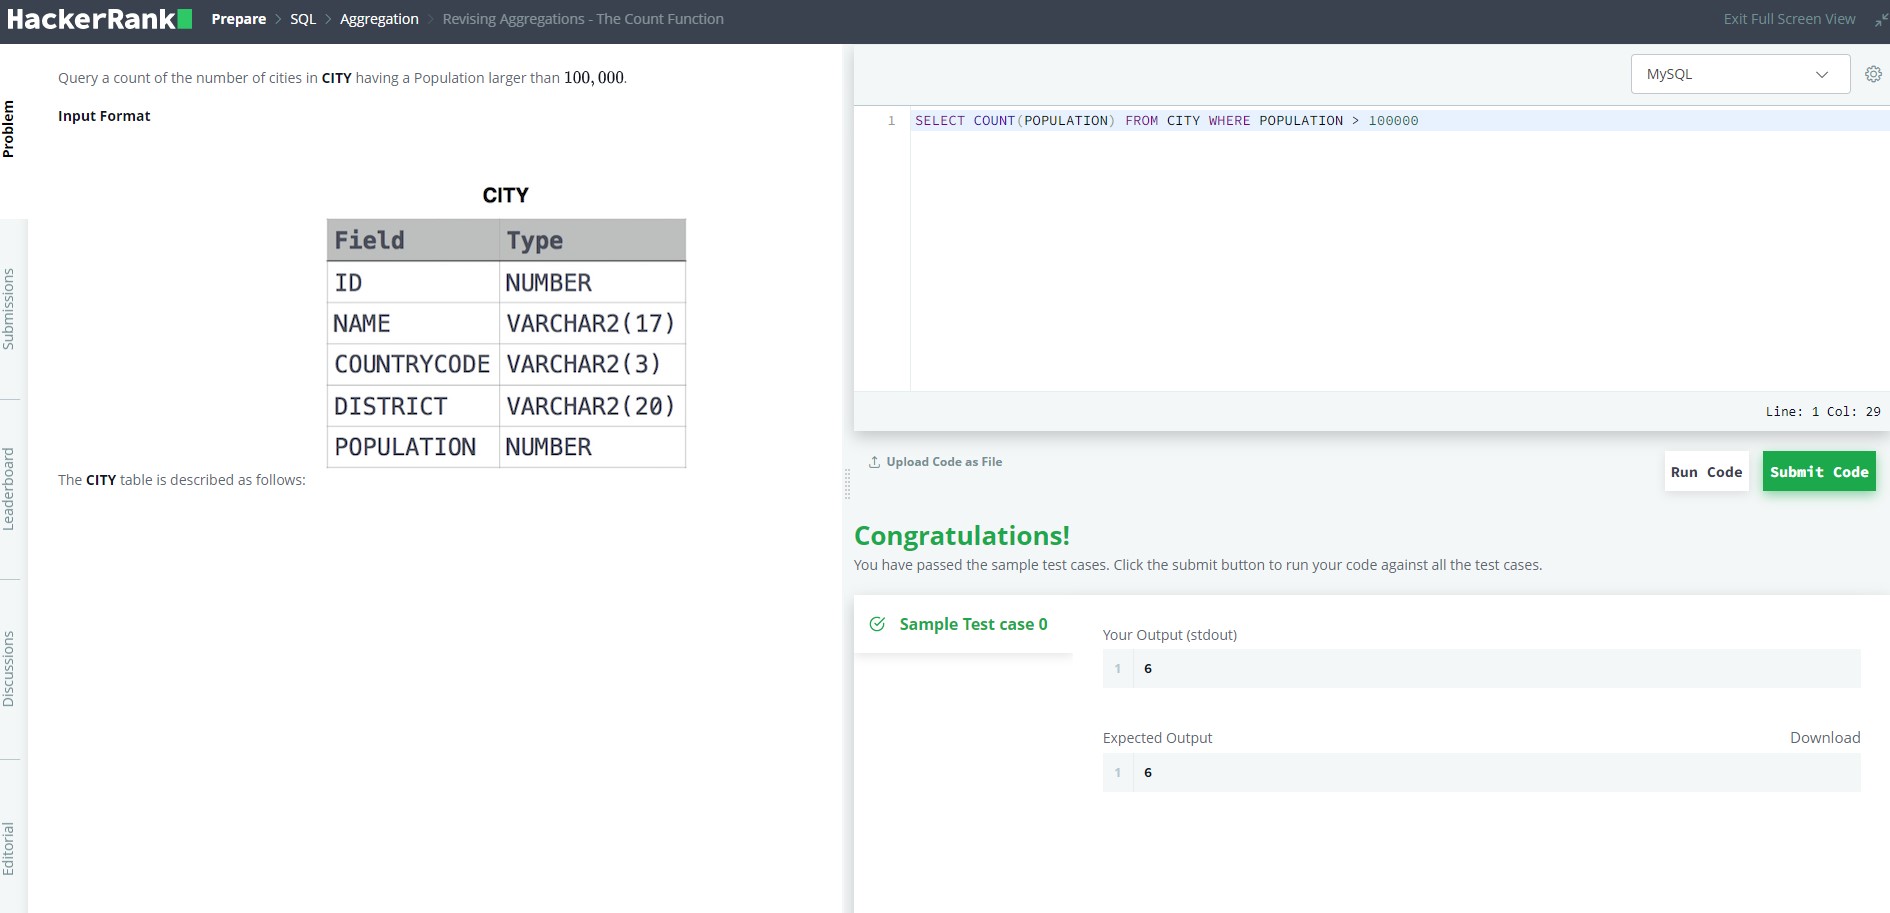 HackerRank Prepare > SQL > Aggregation > Revising Aggregations - The Count Function Exit Full Screen View
Problem
Submissions
Leaderboard
Discussions
Editorial
Query a count of the number of cities in CITY having a Population larger than 100,000.
Input Format
CITY
Field Type
ID NUMBER
NAME VARCHAR2(17)
COUNTRYCODE VARCHAR2(3)
DISTRICT VARCHAR2(20)
POPULATION NUMBER
The CITY table is described as follows:
MySQL
1 SELECT COUNT(POPULATION) FROM CITY WHERE POPULATION > 100000
Line: 1 Col: 29
Upload Code as File
Run Code Submit Code
Congratulations!
You have passed the sample test cases. Click the submit button to run your code against all the test cases.
Sample Test case 0
Your Output (stdout)
1 6
Expected Output Download
1 6